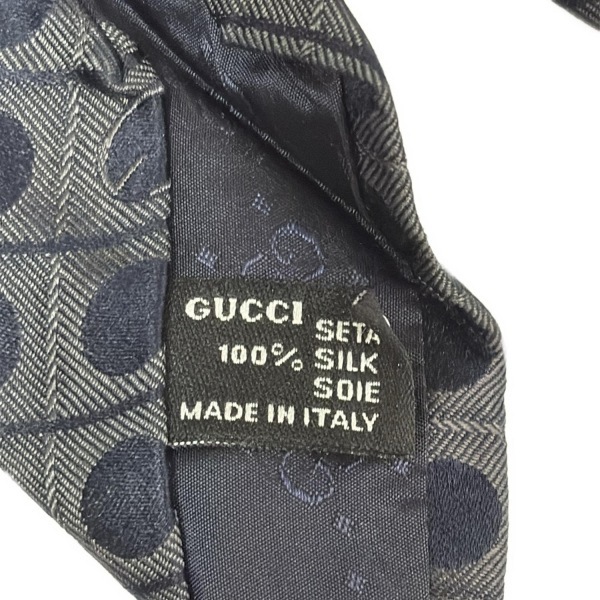 GUCCI
SETA
100% SILK
SOIE
MADE IN ITALY